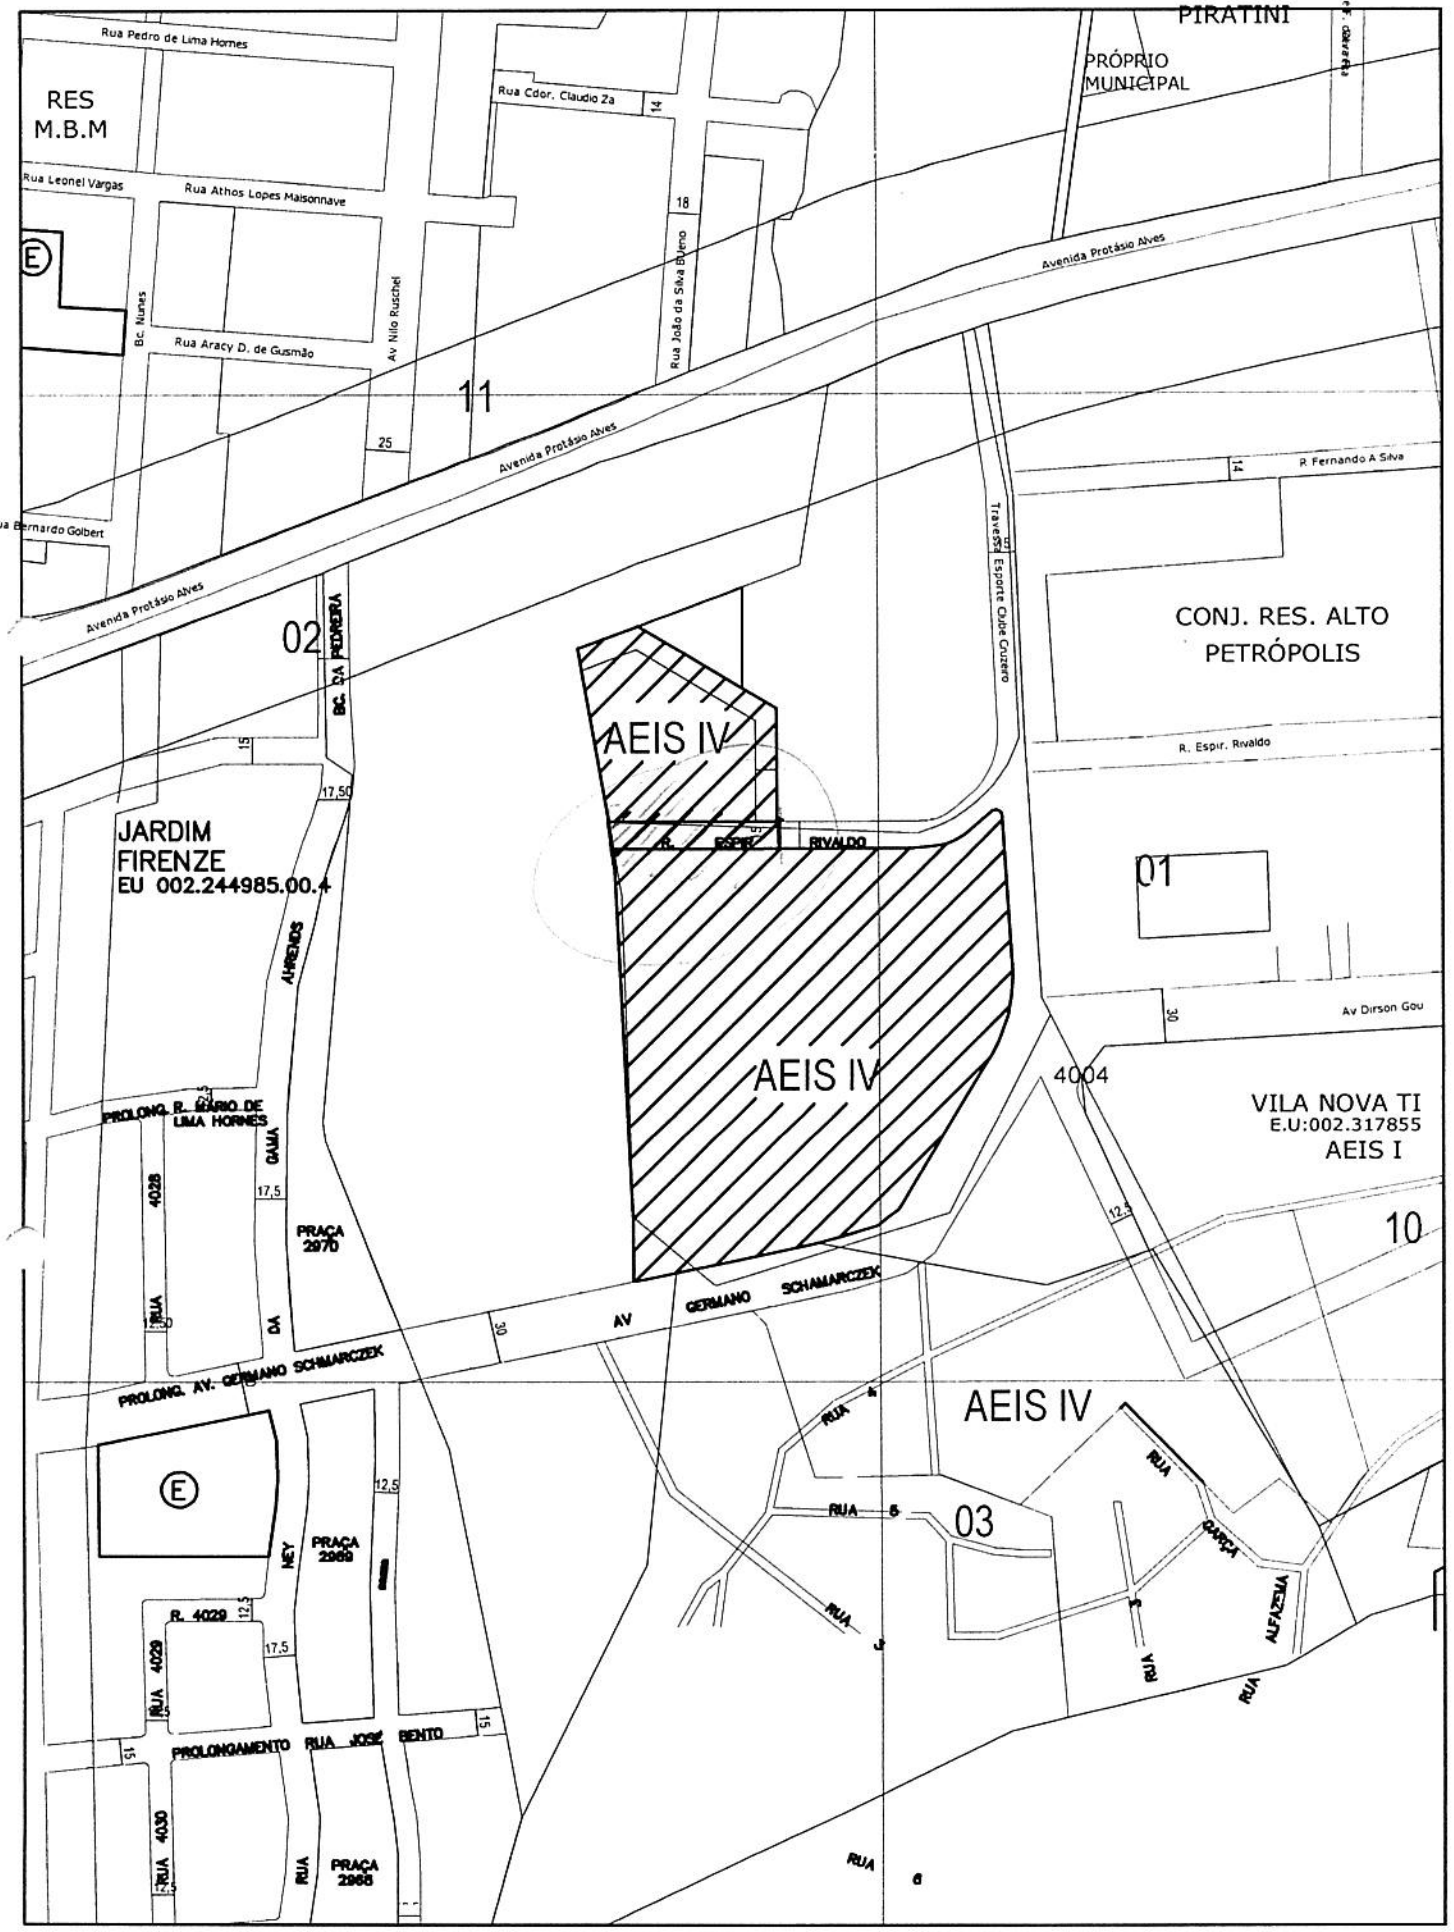 PIRATINI
Rua Pedro de Lima Hornes
PRÓPRIO
MUNICIPAL
RES
M.B.M
Rua Cdor. Claudio Za
14
Rua Leonel Vargas
Rua Athos Lopes Maisonnave
18
E
Rua João da Silva Bueno
Avenida Protásio Alves
Bc. Nunes
Av Nilo Ruschel
Rua Aracy D. de Gusmão
11
25
Avenida Protásio Alves
14
R Fernando A Silva
ua Bernardo Golbert
Travessa Esporte Clube Cruzeiro
15
Avenida Protásio Alves
02
BC. DA PEDREIRA
CONJ. RES. ALTO
PETRÓPOLIS
15
AEIS IV
R. Espir. Rivaldo
17,50
JARDIM
FIRENZE
EU 002.244985.00.4
R. ESPIR. RIVALDO
01
AHRENDS
30
Av Dirson Gou
AEIS IV
4004
12,5
PROLONG. R. MARIO DE
LIMA HORNES
VILA NOVA TI
E.U:002.317855
AEIS I
GAMA
4028
17,5
12,5
PRAÇA
2970
10
RUA
12,50
DA
30
AV GERMANO SCHAMARCZEK
PROLONG. AV. GERMANO SCHMARCZEK
RUA 4
AEIS IV
RUA
E
12,5
RUA 5
03
GARÇA
NEY
PRAÇA
2969
ALFAZEMA
R. 4029
12,5
RUA
3
RUA
RUA
RUA 4029
17,5
15
PROLONGAMENTO RUA JOSÉ BENTO
15
RUA 4030
12,5
RUA
PRAÇA
2968
RUA 6